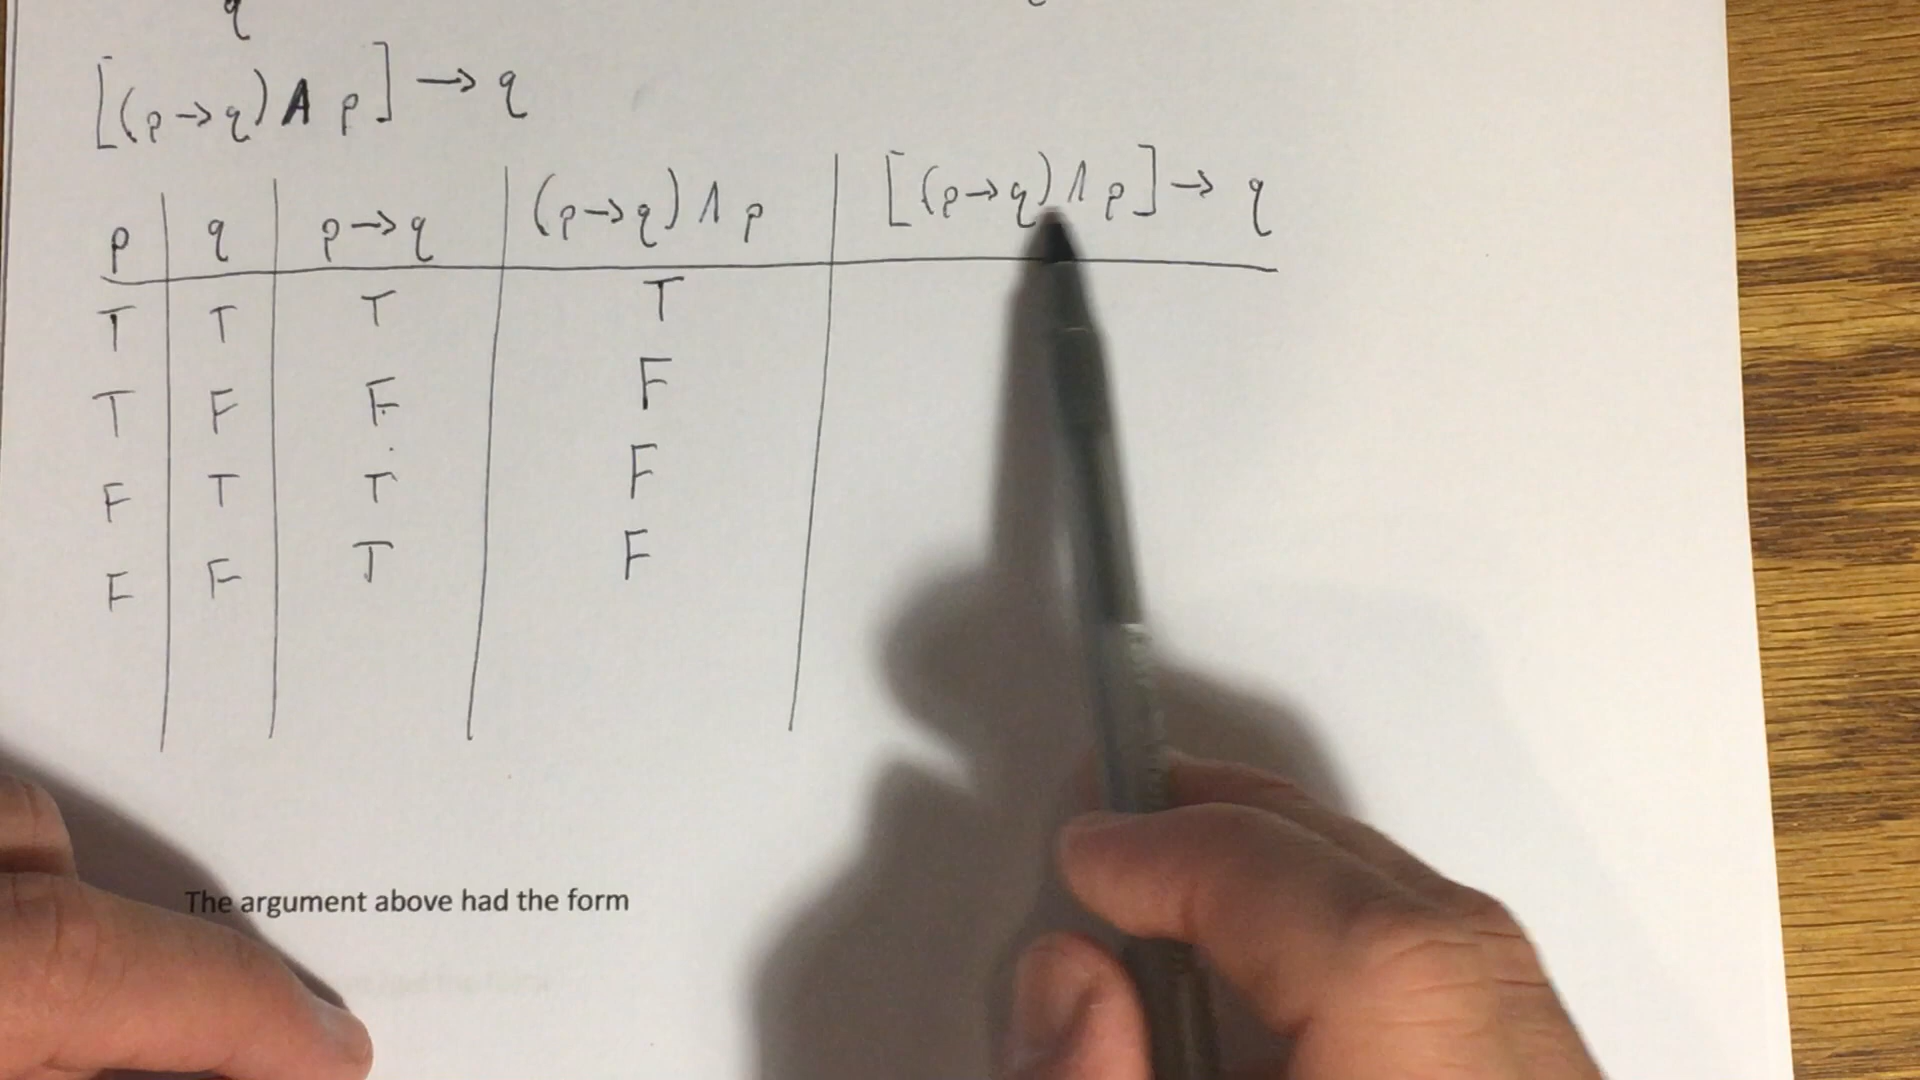 q
[(p→q) ∧ p] → q
p q p→q (p→q) ∧ p [(p→q) ∧ p] → q
T T T T
T F F F
F T T F
F F T F
The argument above had the form